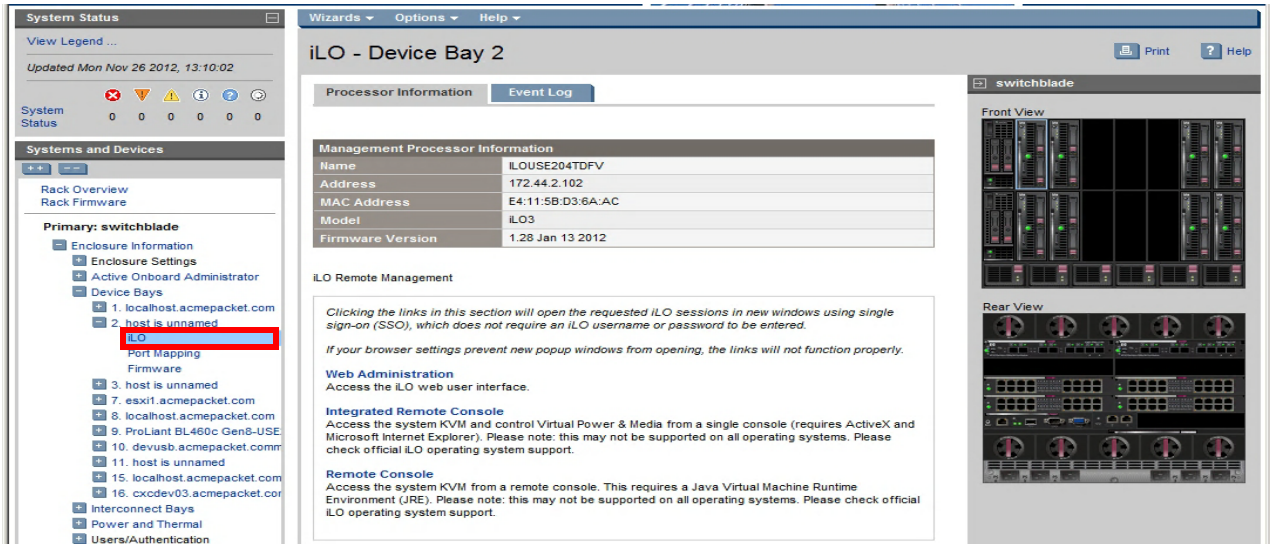 System Status
View Legend ...
Updated Mon Nov 26 2012, 13:10:02
System Status
0 0 0 0 0 0
Systems and Devices
Rack Overview
Rack Firmware
Primary: switchblade
Enclosure Information
Enclosure Settings
Active Onboard Administrator
Device Bays
1. localhost.acmepacket.com
2. host is unnamed
iLO
Port Mapping
Firmware
3. host is unnamed
7. esxi1.acmepacket.com
8. localhost.acmepacket.com
9. ProLiant BL460c Gen8-USE
10. devusb.acmepacket.comm
11. host is unnamed
15. localhost.acmepacket.com
16. cxcdev03.acmepacket.cor
Interconnect Bays
Power and Thermal
Users/Authentication
Wizards Options Help
iLO - Device Bay 2
Print Help
Processor Information Event Log
Management Processor Information
Name ILOUSE204TDFV
Address 172.44.2.102
MAC Address E4:11:5B:D3:6A:AC
Model iLO3
Firmware Version 1.28 Jan 13 2012
iLO Remote Management
Clicking the links in this section will open the requested iLO sessions in new windows using single
sign-on (SSO), which does not require an iLO username or password to be entered.
If your browser settings prevent new popup windows from opening, the links will not function properly.
Web Administration
Access the iLO web user interface.
Integrated Remote Console
Access the system KVM and control Virtual Power & Media from a single console (requires ActiveX and
Microsoft Internet Explorer). Please note: this may not be supported on all operating systems. Please
check official iLO operating system support.
Remote Console
Access the system KVM from a remote console. This requires a Java Virtual Machine Runtime
Environment (JRE). Please note: this may not be supported on all operating systems. Please check official
iLO operating system support.
switchblade
Front View
Rear View